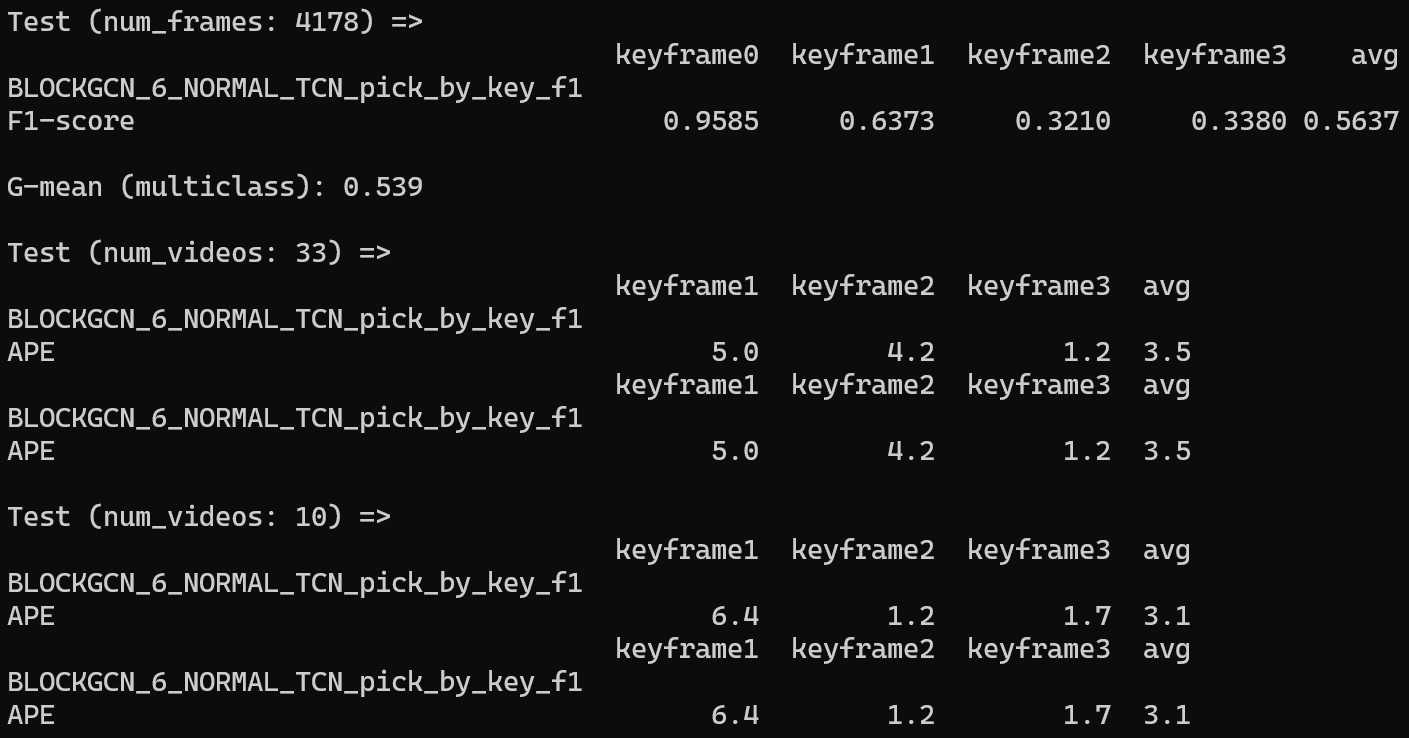 Test (num_frames: 4178) =>
keyframe0 keyframe1 keyframe2 keyframe3 avg
BLOCKGCN_6_NORMAL_TCN_pick_by_key_f1
F1-score 0.9585 0.6373 0.3210 0.3380 0.5637
G-mean (multiclass): 0.539
Test (num_videos: 33) =>
keyframe1 keyframe2 keyframe3 avg
BLOCKGCN_6_NORMAL_TCN_pick_by_key_f1
APE 5.0 4.2 1.2 3.5
keyframe1 keyframe2 keyframe3 avg
BLOCKGCN_6_NORMAL_TCN_pick_by_key_f1
APE 5.0 4.2 1.2 3.5
Test (num_videos: 10) =>
keyframe1 keyframe2 keyframe3 avg
BLOCKGCN_6_NORMAL_TCN_pick_by_key_f1
APE 6.4 1.2 1.7 3.1
keyframe1 keyframe2 keyframe3 avg
BLOCKGCN_6_NORMAL_TCN_pick_by_key_f1
APE 6.4 1.2 1.7 3.1